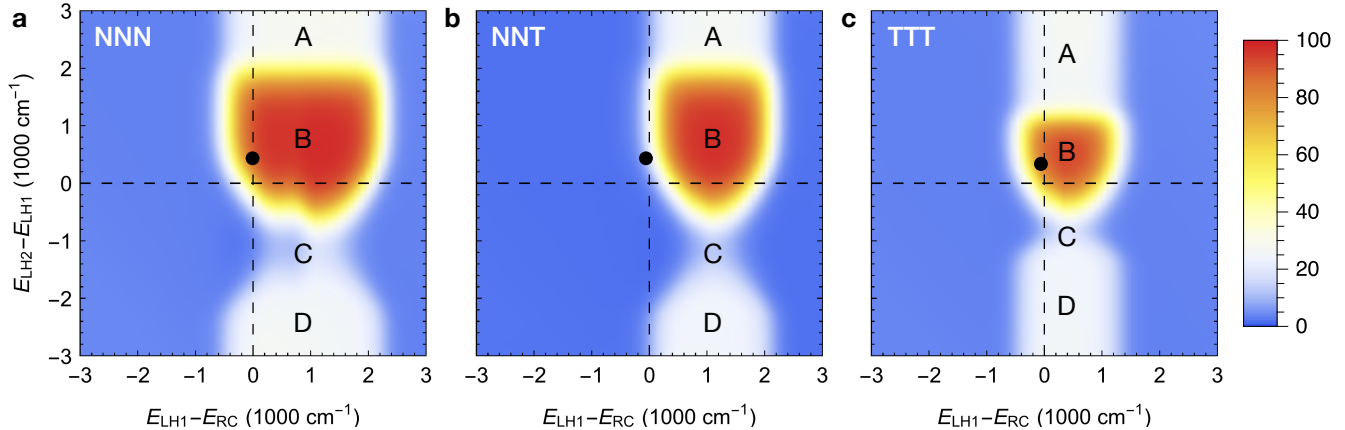 a
NNN
A
B
C
D
3
2
1
0
−1
−2
−3
−3 −2 −1 0 1 2 3
E_LH2−E_LH1 (1000 cm⁻¹)
E_LH1−E_RC (1000 cm⁻¹)
b
NNT
A
B
C
D
−3 −2 −1 0 1 2 3
E_LH1−E_RC (1000 cm⁻¹)
c
TTT
A
B
C
D
−3 −2 −1 0 1 2 3
E_LH1−E_RC (1000 cm⁻¹)
100
80
60
40
20
0